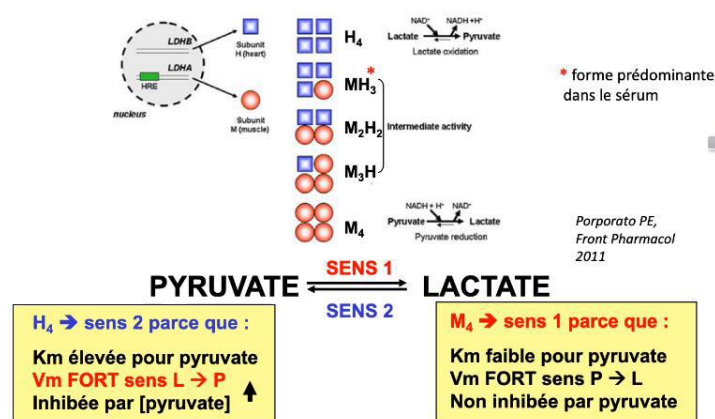 LDHB
LDHA
HRE
nucleus
Subunit
H (heart)
Subunit
M (muscle)
H₄
MH₃*
M₂H₂
M₃H
M₄
Intermediate activity
NAD⁺ NADH +H⁺
Lactate Pyruvate
Lactate oxidation
NADH + H⁺ NAD⁺
Pyruvate Lactate
Pyruvate reduction
* forme prédominante
dans le sérum
Porporato PE,
Front Pharmacol
2011
SENS 1
PYRUVATE LACTATE
SENS 2
H₄ ➔ sens 2 parce que :
Km élevée pour pyruvate
Vm FORT sens L ➔ P
Inhibée par [pyruvate] ↑
M₄ ➔ sens 1 parce que :
Km faible pour pyruvate
Vm FORT sens P ➔ L
Non inhibée par pyruvate